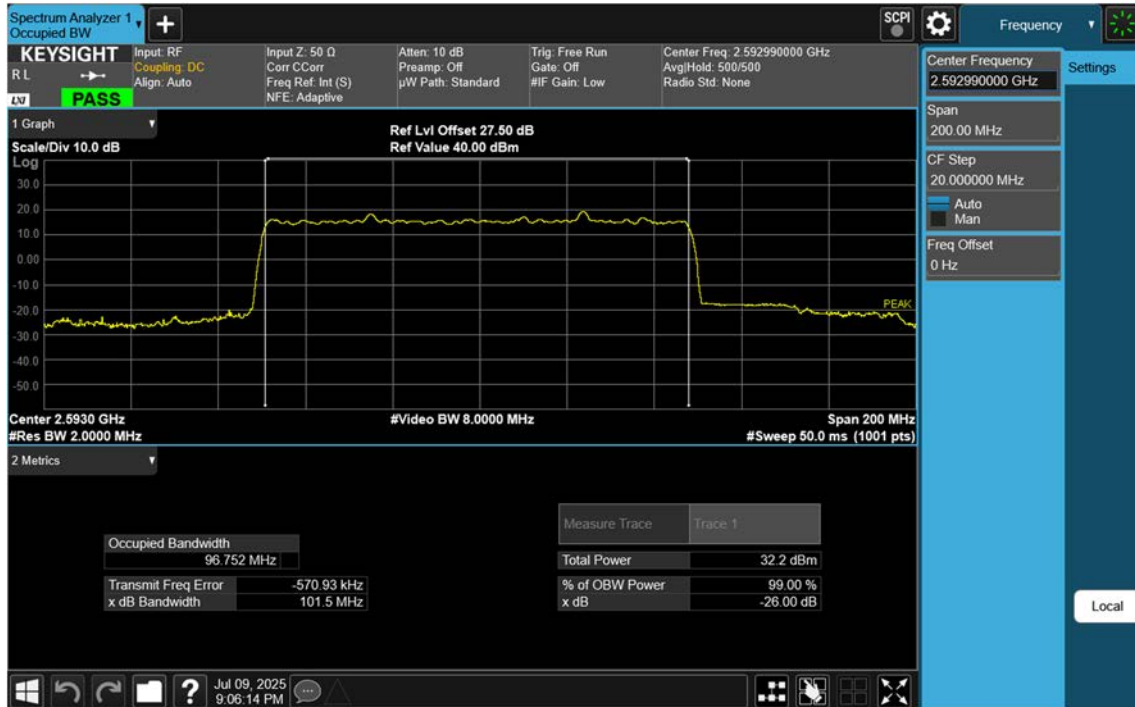 Spectrum Analyzer 1
Occupied BW
SCPI
Frequency
KEYSIGHT
RL
LXI
PASS
Input: RF
Coupling: DC
Align: Auto
Input Z: 50 Ω
Corr CCorr
Freq Ref: Int (S)
NFE: Adaptive
Atten: 10 dB
Preamp: Off
µW Path: Standard
Trig: Free Run
Gate: Off
#IF Gain: Low
Center Freq: 2.592990000 GHz
Avg|Hold: 500/500
Radio Std: None
Center Frequency
2.592990000 GHz
Settings
Span
200.00 MHz
CF Step
20.000000 MHz
Auto
Man
Freq Offset
0 Hz
Local
1 Graph
Scale/Div 10.0 dB
Ref Lvl Offset 27.50 dB
Ref Value 40.00 dBm
Log
30.0
20.0
10.0
0.00
-10.0
-20.0
-30.0
-40.0
-50.0
PEAK
Center 2.5930 GHz
#Video BW 8.0000 MHz
Span 200 MHz
#Res BW 2.0000 MHz
#Sweep 50.0 ms (1001 pts)
2 Metrics
Measure Trace Trace 1
Occupied Bandwidth
96.752 MHz
Total Power 32.2 dBm
Transmit Freq Error -570.93 kHz
% of OBW Power 99.00 %
x dB Bandwidth 101.5 MHz
x dB -26.00 dB
?
Jul 09, 2025
9:06:14 PM